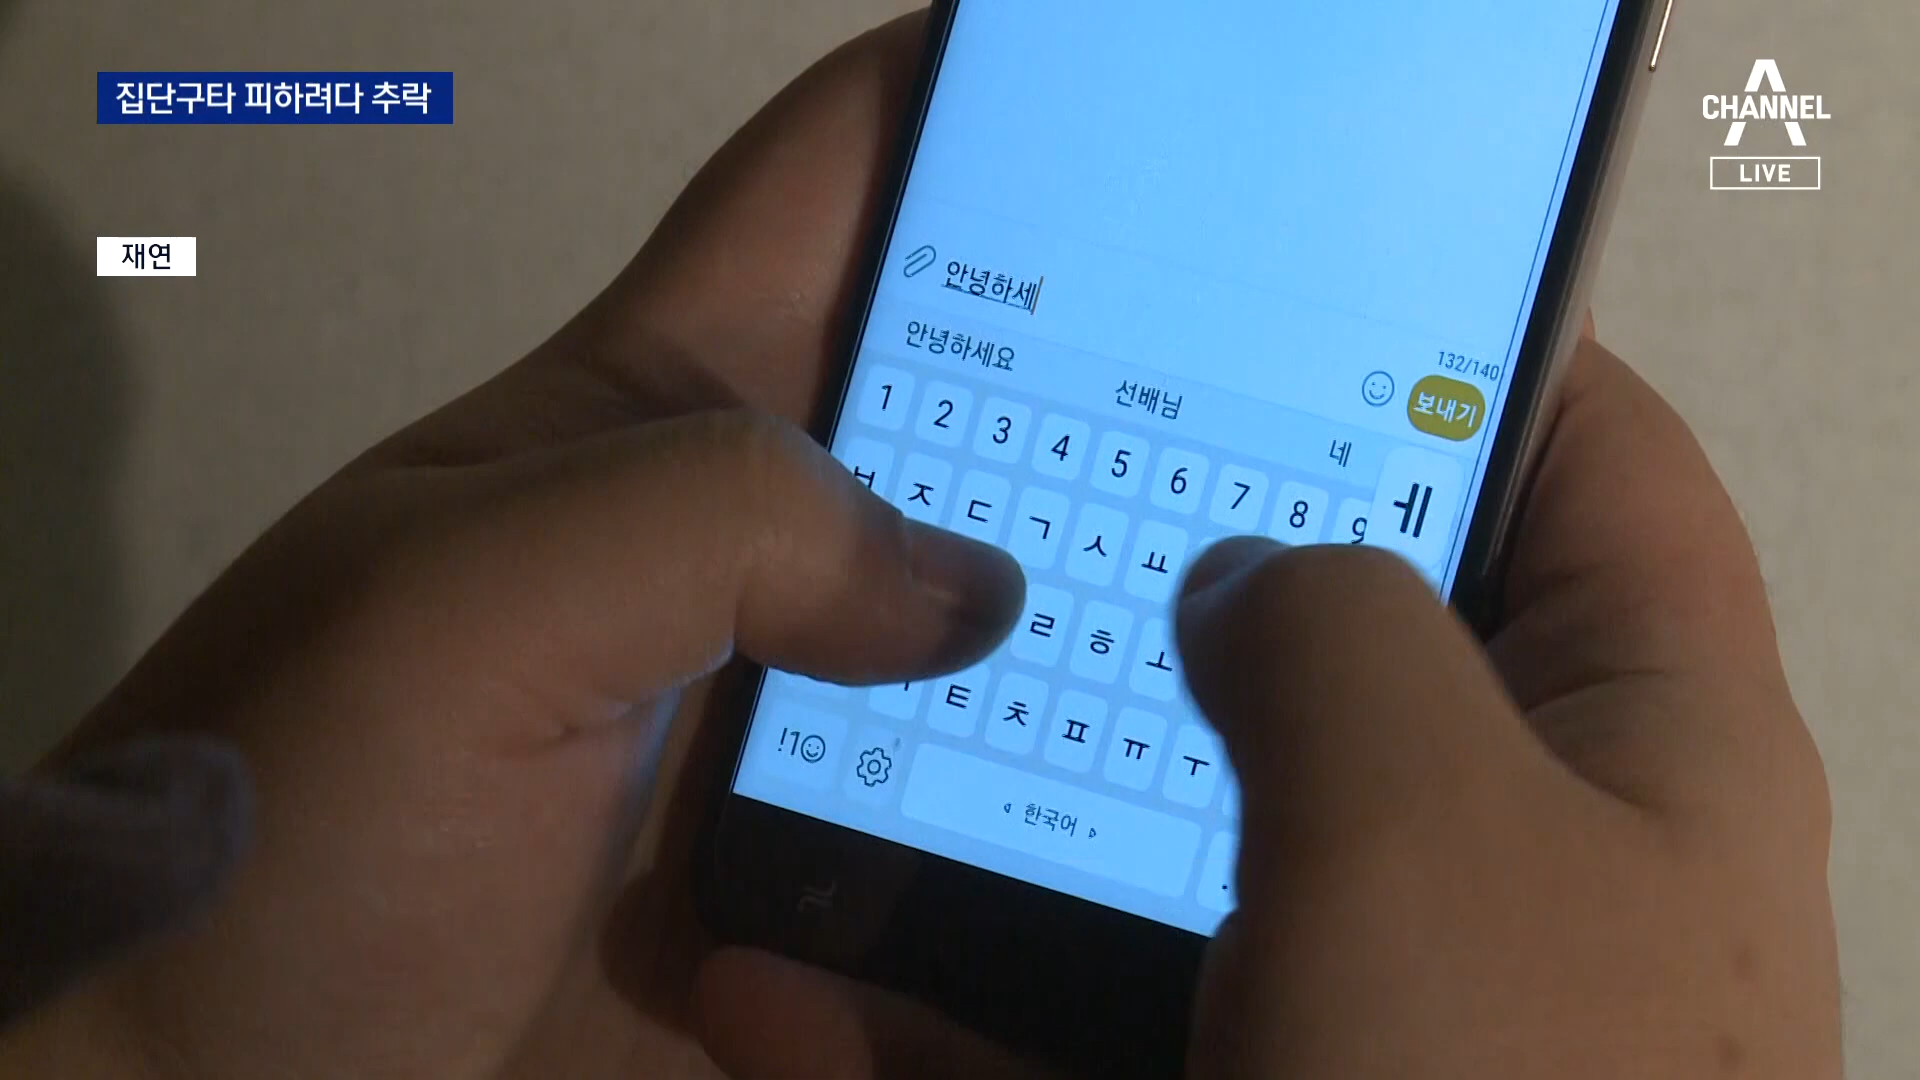 집단구타 피하려다 추락
CHANNEL A
LIVE
재연
안녕하세
132/140
안녕하세요 선배님 네
보내기
1 2 3 4 5 6 7 8 9
ㅂ ㅈ ㄷ ㄱ ㅅ ㅛ ㅔ
ㄹ ㅎ ㅗ
ㅌ ㅊ ㅍ ㅠ ㅜ
!1☺ 한국어 .